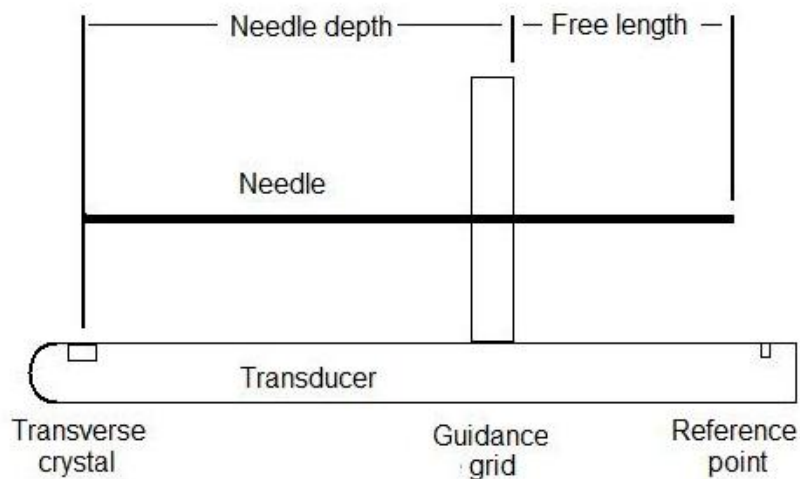 Needle depth
Free length
Needle
Transducer
Transverse
crystal
Guidance
grid
Reference
point